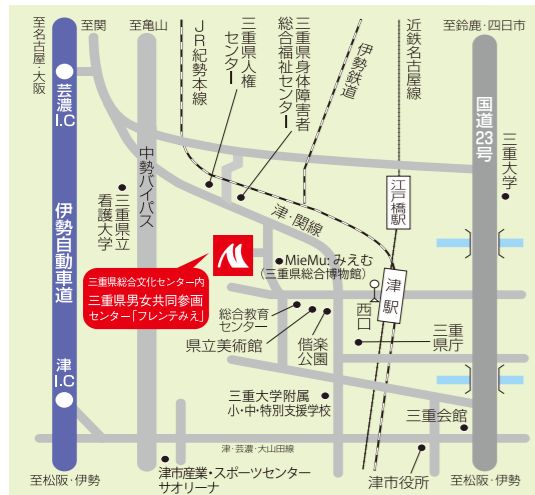 至名古屋・大阪
至関
至亀山
JR紀勢本線
三重県人権
センター
三重県身体障害者
総合福祉センター
伊勢鉄道
近鉄名古屋線
至鈴鹿・四日市
芸濃
I.C
国道23号
中勢バイパス
三重県立
看護大学
三重大学
江戸橋駅
津・関線
伊勢自動車道
MieMu:みえむ
(三重県総合博物館)
三重県総合文化センター内
三重県男女共同参画
センター「フレンテみえ」
津駅
西口
総合教育
センター
県立美術館
偕楽
公園
三重
県庁
津
I.C
三重大学附属
小・中・特別支援学校
三重会館
津・芸濃・大山田線
至松阪・伊勢
津市産業・スポーツセンター
サオリーナ
津市役所
至松阪・伊勢